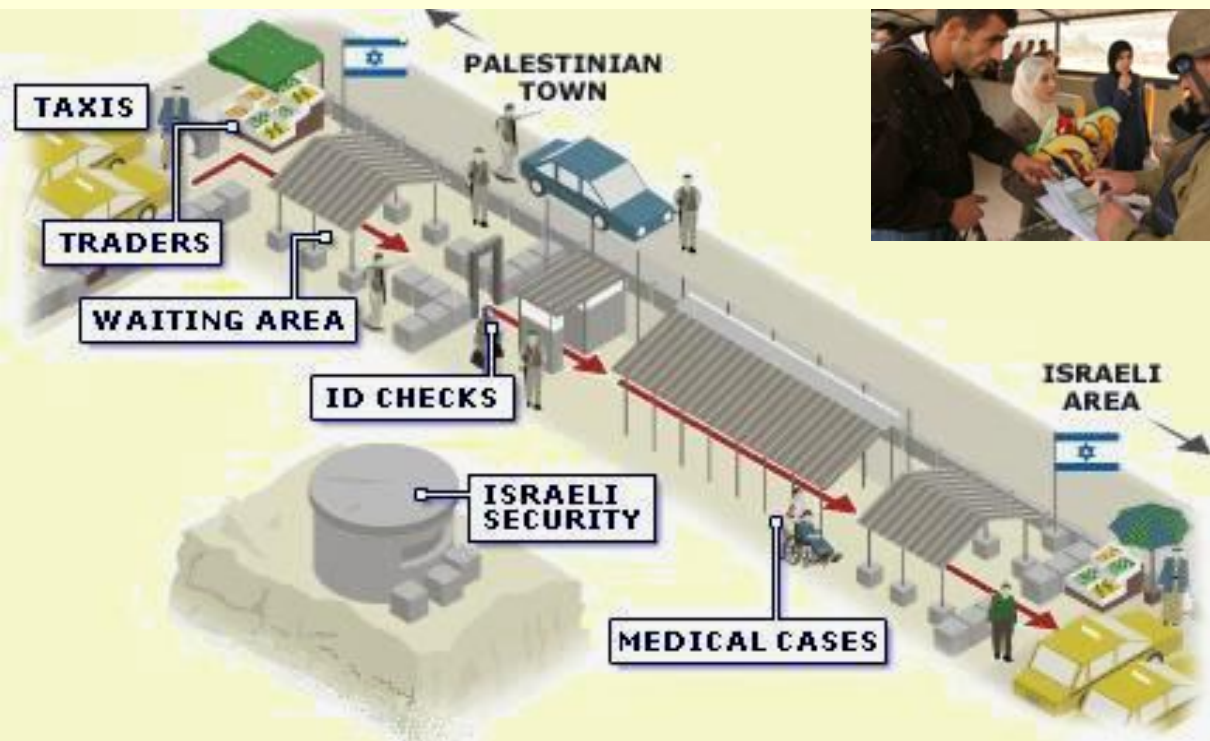 PALESTINIAN
TOWN
TAXIS
TRADERS
WAITING AREA
ID CHECKS
ISRAELI
AREA
ISRAELI
SECURITY
MEDICAL CASES